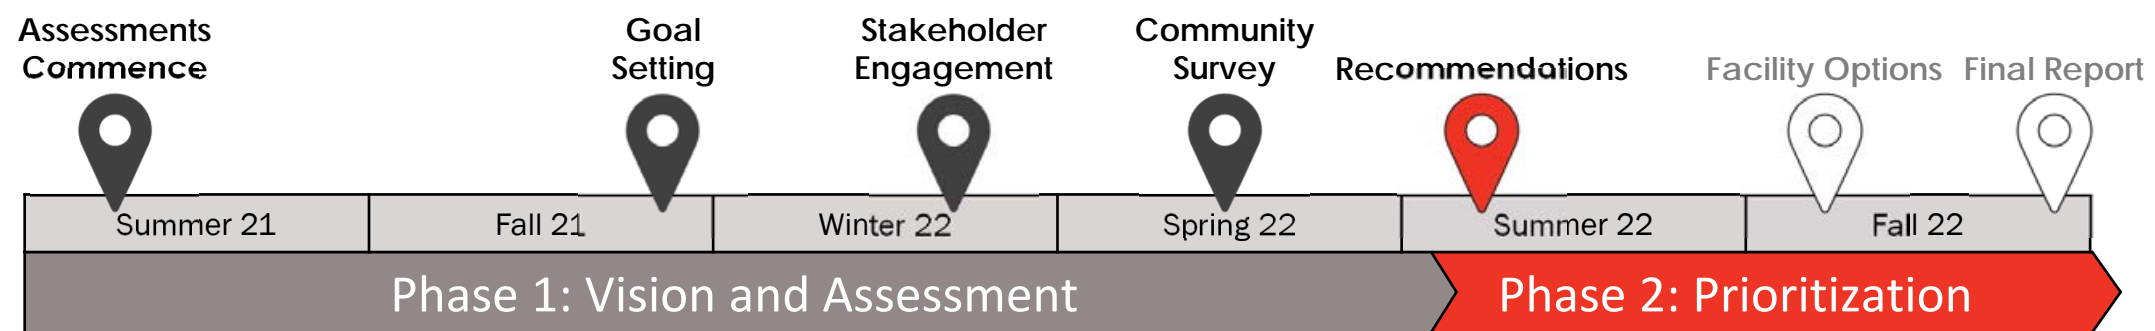 Assessments
Commence
Goal
Setting
Stakeholder
Engagement
Community
Survey
Recommendations
Facility Options
Final Report
Summer 21
Fall 21
Winter 22
Spring 22
Summer 22
Fall 22
Phase 1: Vision and Assessment
Phase 2: Prioritization